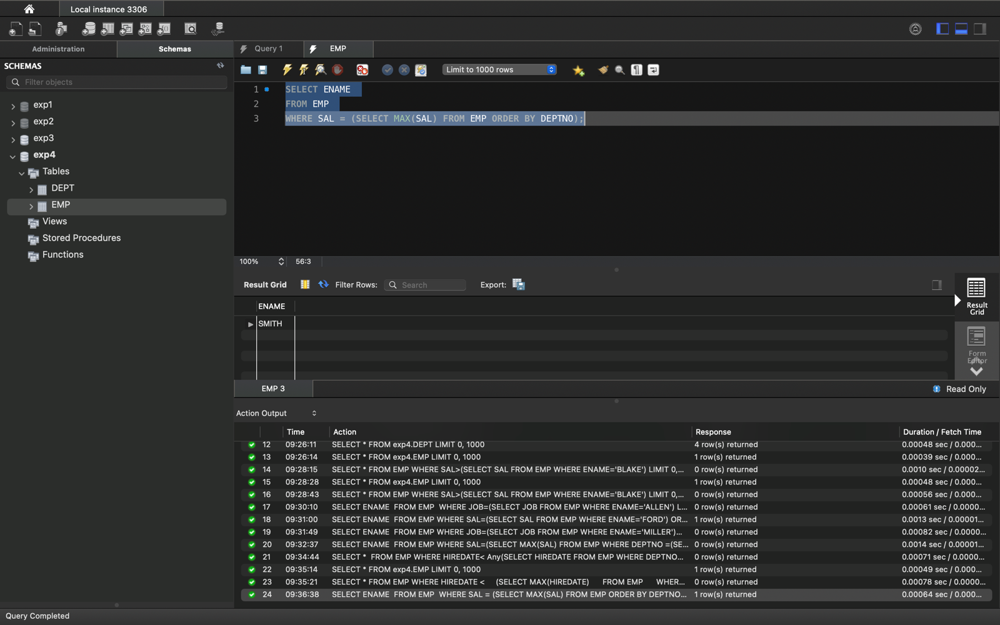 Local instance 3306
Administration
Schemas
Query 1
EMP
SCHEMAS
Filter objects
Limit to 1000 rows
exp1
exp2
exp3
exp4
Tables
DEPT
EMP
Views
Stored Procedures
Functions
1 SELECT ENAME
2 FROM EMP
3 WHERE SAL = (SELECT MAX(SAL) FROM EMP ORDER BY DEPTNO);
100% 56:3
Result Grid Filter Rows: Search Export:
ENAME
SMITH
Result
Grid
Form
Editor
EMP 3
Read Only
Action Output
Time Action Response Duration / Fetch Time
12 09:26:11 SELECT * FROM exp4.DEPT LIMIT 0, 1000 4 row(s) returned 0.00048 sec / 0.000...
13 09:26:14 SELECT * FROM exp4.EMP LIMIT 0, 1000 1 row(s) returned 0.00039 sec / 0.000...
14 09:28:15 SELECT * FROM EMP WHERE SAL>(SELECT SAL FROM EMP WHERE ENAME='BLAKE') LIMIT 0,... 0 row(s) returned 0.0010 sec / 0.00002...
15 09:28:28 SELECT * FROM exp4.EMP LIMIT 0, 1000 1 row(s) returned 0.00048 sec / 0.000...
16 09:28:43 SELECT * FROM EMP WHERE SAL>(SELECT SAL FROM EMP WHERE ENAME='BLAKE') LIMIT 0,... 0 row(s) returned 0.00056 sec / 0.000...
17 09:30:10 SELECT ENAME FROM EMP WHERE JOB=(SELECT JOB FROM EMP WHERE ENAME='ALLEN') L... 0 row(s) returned 0.00061 sec / 0.0000...
18 09:31:00 SELECT ENAME FROM EMP WHERE SAL=(SELECT SAL FROM EMP WHERE ENAME='FORD') OR... 1 row(s) returned 0.0013 sec / 0.00001...
19 09:31:49 SELECT ENAME FROM EMP WHERE JOB=(SELECT JOB FROM EMP WHERE ENAME='MILLER')... 0 row(s) returned 0.00082 sec / 0.000...
20 09:32:37 SELECT ENAME FROM EMP WHERE SAL=(SELECT MAX(SAL) FROM EMP WHERE DEPTNO =(SE... 0 row(s) returned 0.0014 sec / 0.00001...
21 09:34:44 SELECT * FROM EMP WHERE HIREDATE< Any(SELECT HIREDATE FROM EMP WHERE DEPTNO... 0 row(s) returned 0.00071 sec / 0.0000...
22 09:35:14 SELECT * FROM exp4.EMP LIMIT 0, 1000 1 row(s) returned 0.00049 sec / 0.000...
23 09:35:21 SELECT * FROM EMP WHERE HIREDATE < (SELECT MAX(HIREDATE) FROM EMP WHER... 0 row(s) returned 0.00078 sec / 0.0000...
24 09:36:38 SELECT ENAME FROM EMP WHERE SAL = (SELECT MAX(SAL) FROM EMP ORDER BY DEPTNO... 1 row(s) returned 0.00064 sec / 0.000...
Query Completed